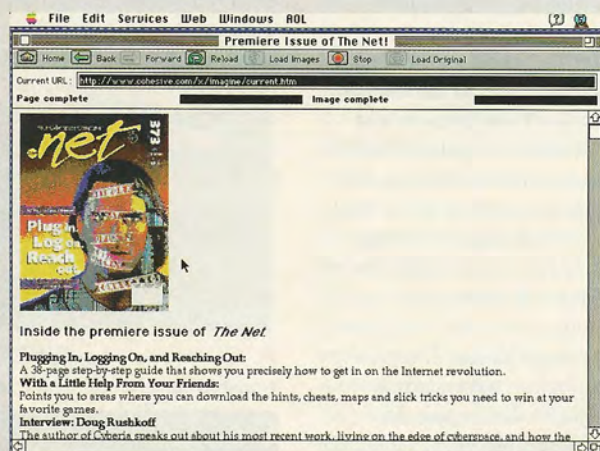 File Edit Services Web Windows AOL
Premiere Issue of The Net!
Home Back Forward Reload Load Images Stop Load Original
Current URL: http://www.cohesive.com/x/imagine/current.htm
Page complete Image complete
.net
Plug in.
Log on.
Reach
out.
Inside the premiere issue of The Net
Plugging In, Logging On, and Reaching Out:
A 38-page step-by-step guide that shows you precisely how to get in on the Internet revolution.
With a Little Help From Your Friends:
Points you to areas where you can download the hints, cheats, maps and slick tricks you need to win at your
favorite games.
Interview: Doug Rushkoff
The author of Cyberia speaks out about his most recent work, living on the edge of cyberspace, and how the